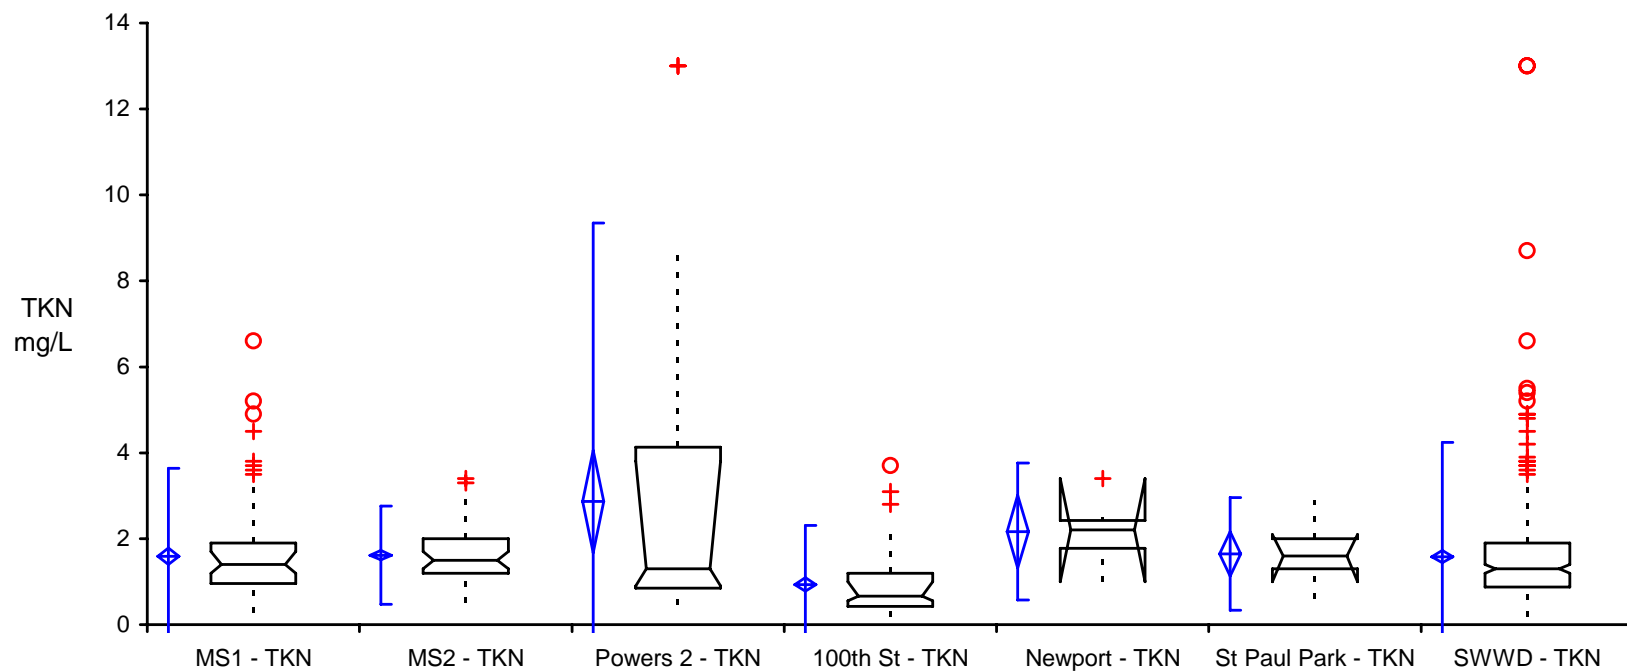 14
12
10
8
6
4
2
0
TKN
mg/L
MS1 - TKN
MS2 - TKN
Powers 2 - TKN
100th St - TKN
Newport - TKN
St Paul Park - TKN
SWWD - TKN